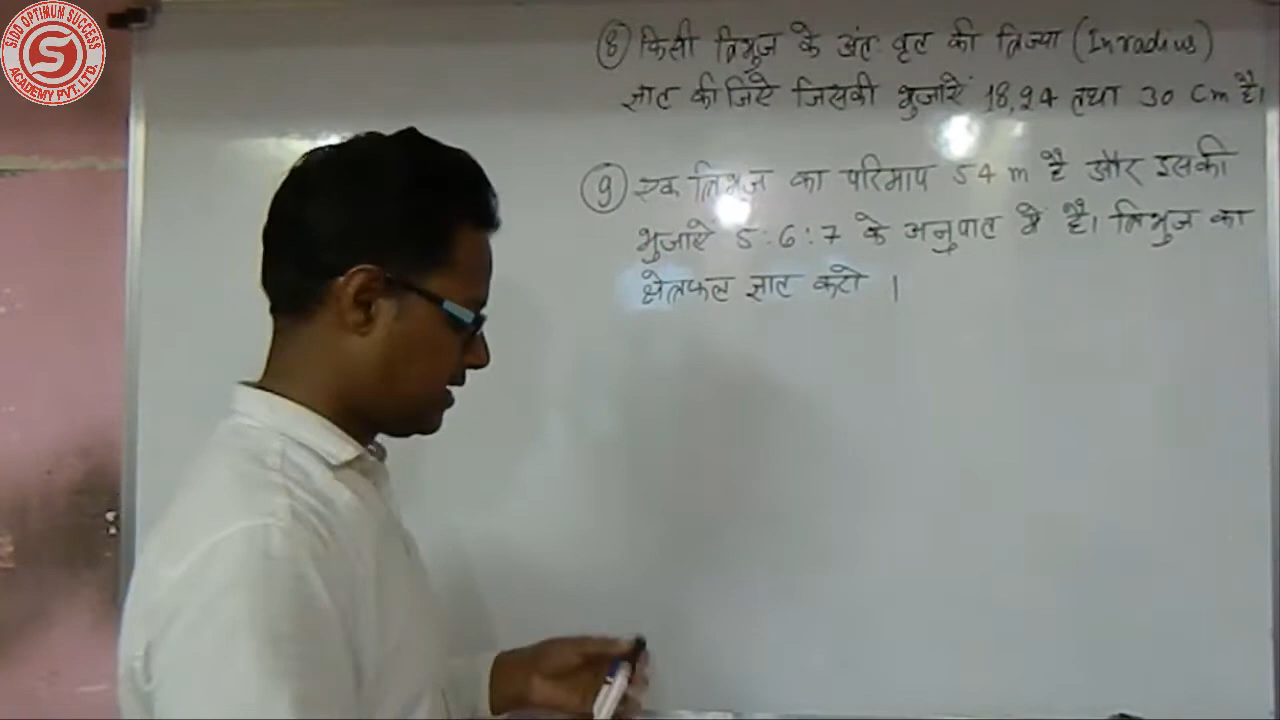 SIDD OPTIMUM SUCCESS
S
ACADEMY PVT. LTD.
⑧ किसी त्रिभुज के अंत वृत की त्रिज्या (Inradius)
ज्ञात कीजिऐ जिसकी भुजाऐं 18,24 तथा 30 cm है।
⑨ एक त्रिभुज का परिमाप 54 m है और इसकी
भुजाऐं 5:6:7 के अनुपात में है। त्रिभुज का
क्षेत्रफल ज्ञात करो ।